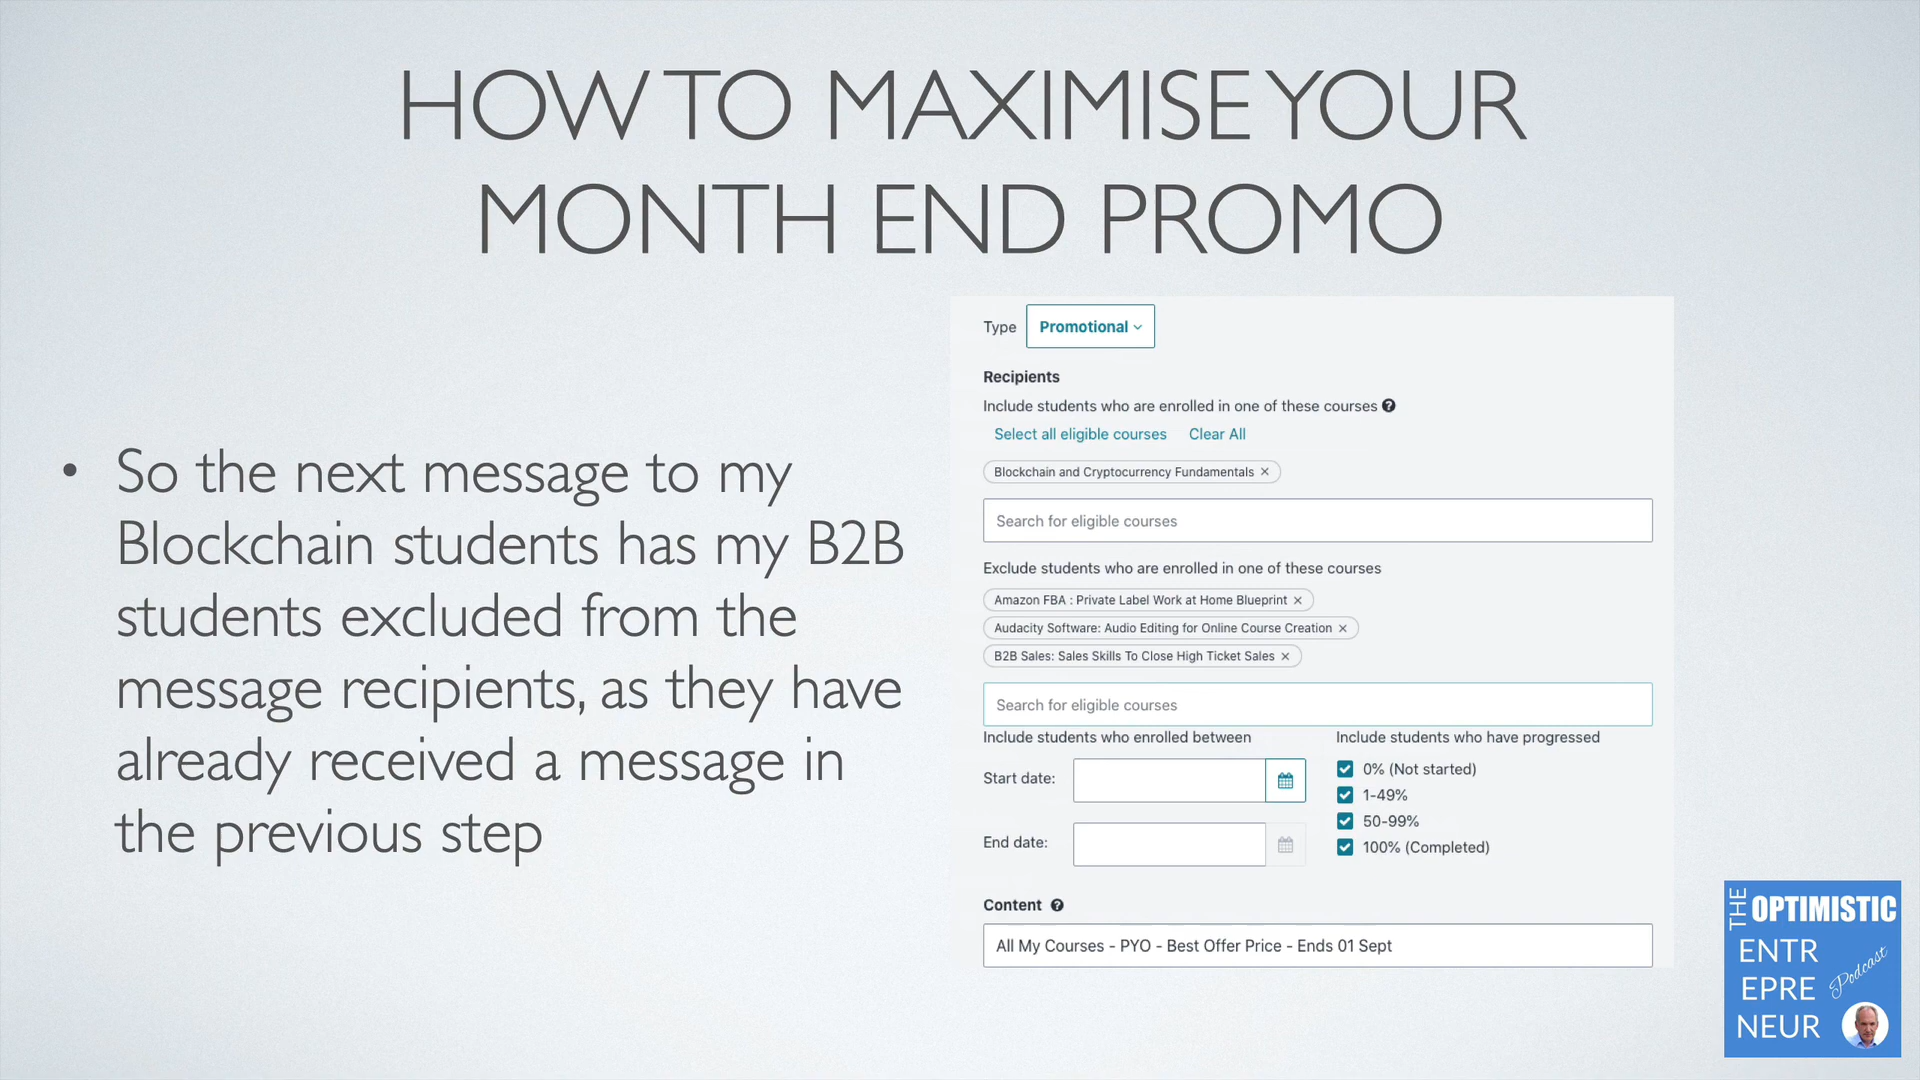 HOW TO MAXIMISE YOUR
MONTH END PROMO
• So the next message to my
Blockchain students has my B2B
students excluded from the
message recipients, as they have
already received a message in
the previous step
Type Promotional
Recipients
Include students who are enrolled in one of these courses
Select all eligible courses Clear All
Blockchain and Cryptocurrency Fundamentals ×
Search for eligible courses
Exclude students who are enrolled in one of these courses
Amazon FBA : Private Label Work at Home Blueprint ×
Audacity Software: Audio Editing for Online Course Creation ×
B2B Sales: Sales Skills To Close High Ticket Sales ×
Search for eligible courses
Include students who enrolled between
Start date:
End date:
Include students who have progressed
0% (Not started)
1-49%
50-99%
100% (Completed)
Content
All My Courses - PYO - Best Offer Price - Ends 01 Sept
THE OPTIMISTIC
ENTR
EPRE
NEUR
Podcast